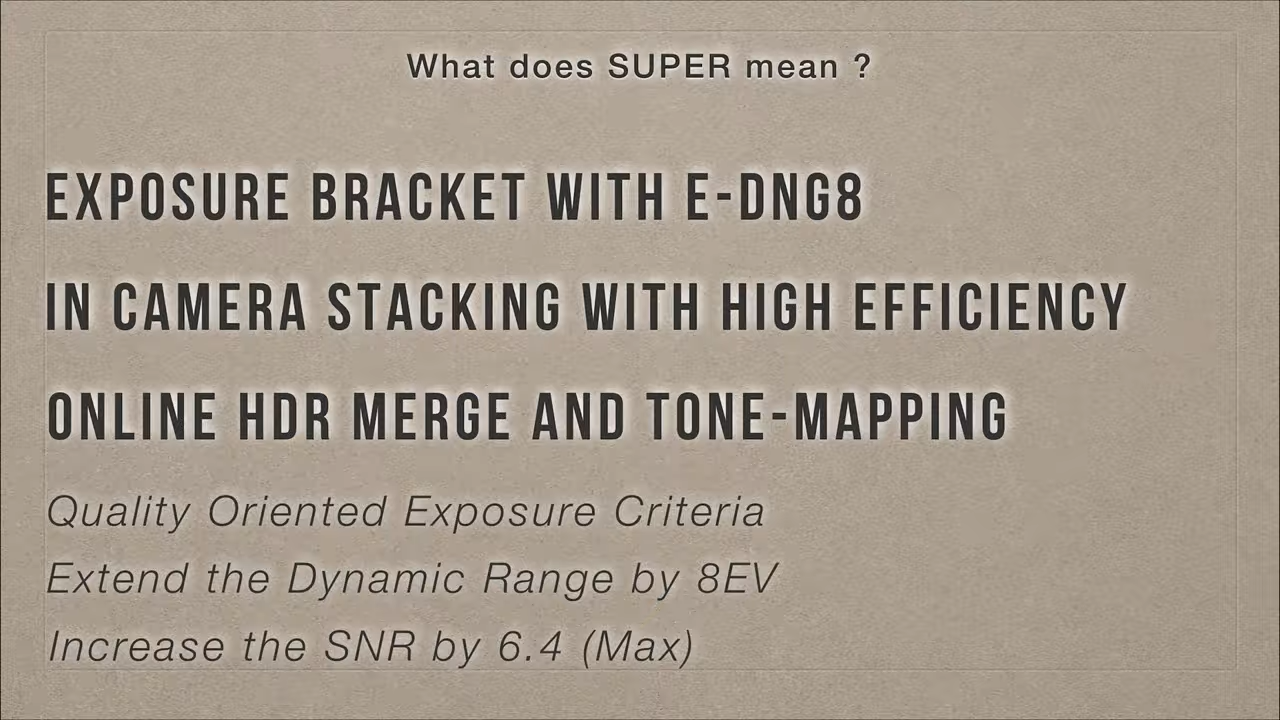 What does SUPER mean ?
EXPOSURE BRACKET WITH E-DNG8
IN CAMERA STACKING WITH HIGH EFFICIENCY
ONLINE HDR MERGE AND TONE-MAPPING
Quality Oriented Exposure Criteria
Extend the Dynamic Range by 8EV
Increase the SNR by 6.4 (Max)